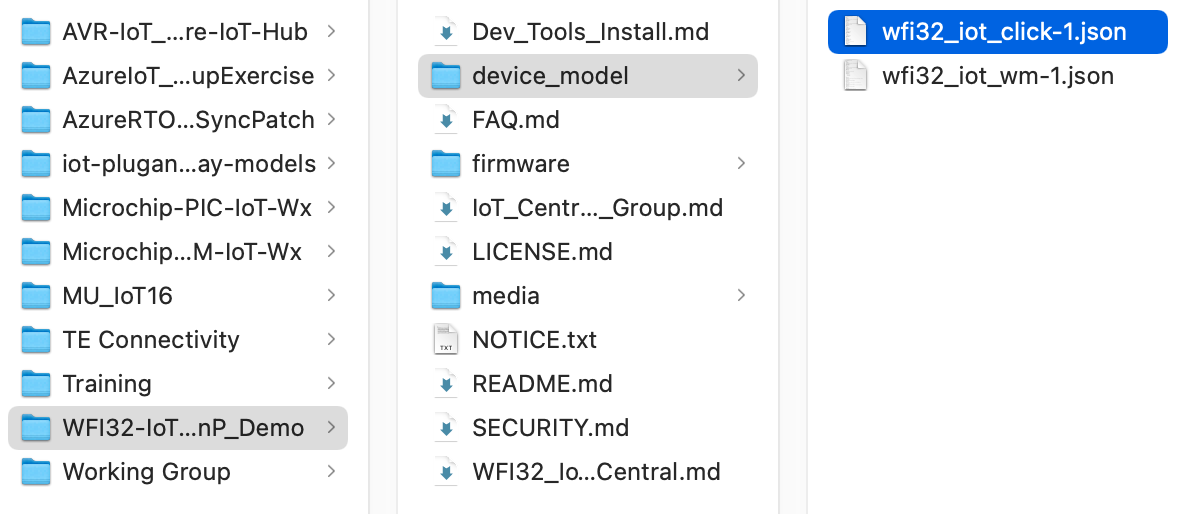 AVR-IoT_...re-IoT-Hub
AzureIoT_...upExercise
AzureRTO...SyncPatch
iot-plugan...ay-models
Microchip-PIC-IoT-Wx
Microchip...M-IoT-Wx
MU_IoT16
TE Connectivity
Training
WFI32-IoT...nP_Demo
Working Group
Dev_Tools_Install.md
device_model
FAQ.md
firmware
IoT_Centr..._Group.md
LICENSE.md
media
TXT
NOTICE.txt
README.md
SECURITY.md
WFI32_Io...Central.md
wfi32_iot_click-1.json
wfi32_iot_wm-1.json